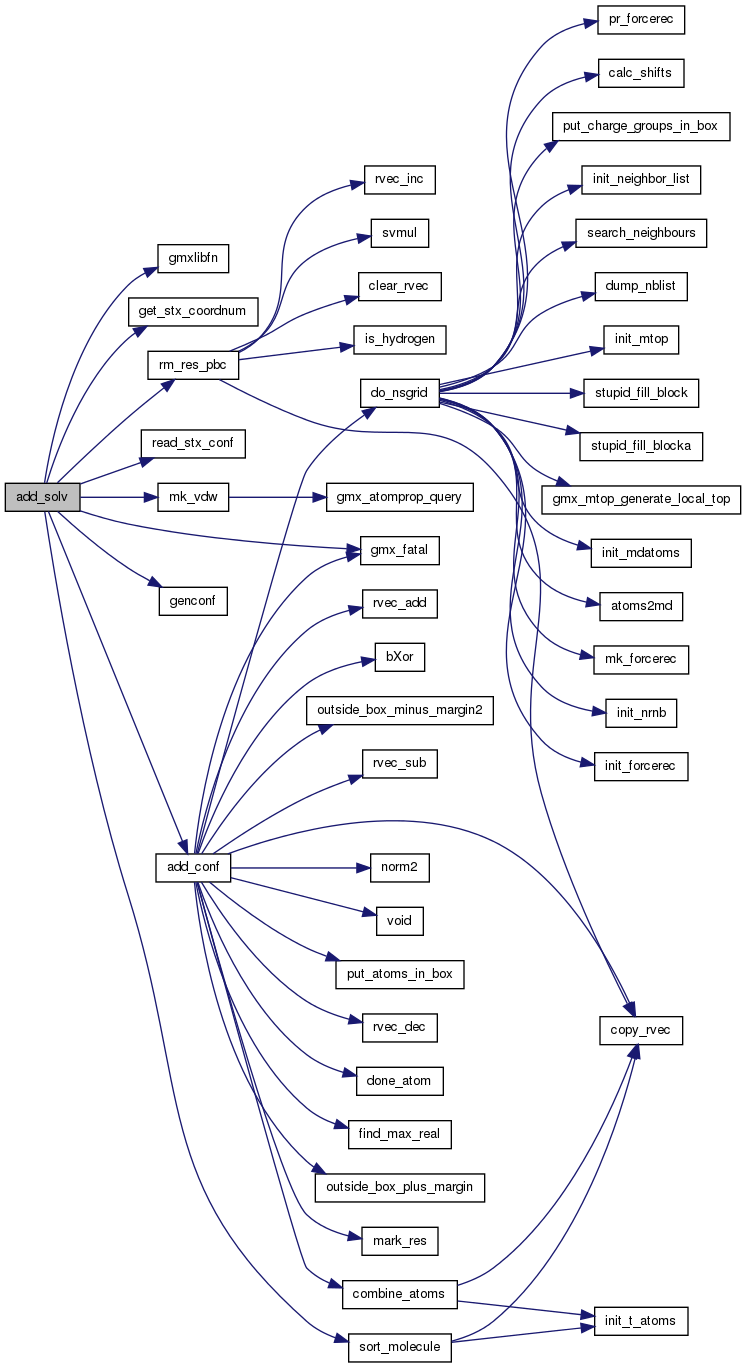 pr_forcerec
calc_shifts
put_charge_groups_in_box
rvec_inc
init_neighbor_list
svmul
search_neighbours
gmxlibfn
clear_rvec
dump_nblist
get_stx_coordnum
is_hydrogen
init_mtop
rm_res_pbc
do_nsgrid
stupid_fill_block
read_stx_conf
stupid_fill_blocka
add_solv
mk_vdw
gmx_atomprop_query
gmx_mtop_generate_local_top
gmx_fatal
init_mdatoms
genconf
rvec_add
atoms2md
bXor
mk_forcerec
outside_box_minus_margin2
init_nrnb
rvec_sub
init_forcerec
add_conf
norm2
void
put_atoms_in_box
rvec_dec
copy_rvec
done_atom
find_max_real
outside_box_plus_margin
mark_res
combine_atoms
init_t_atoms
sort_molecule